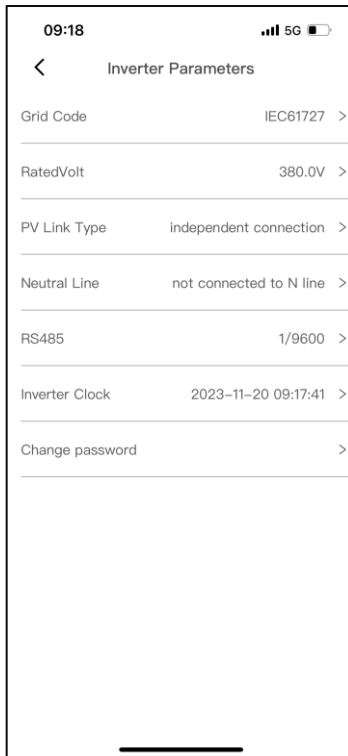 09:18 5G
Inverter Parameters
Grid Code IEC61727 >
RatedVolt 380.0V >
PV Link Type independent connection >
Neutral Line not connected to N line >
RS485 1/9600 >
Inverter Clock 2023-11-20 09:17:41 >
Change password >